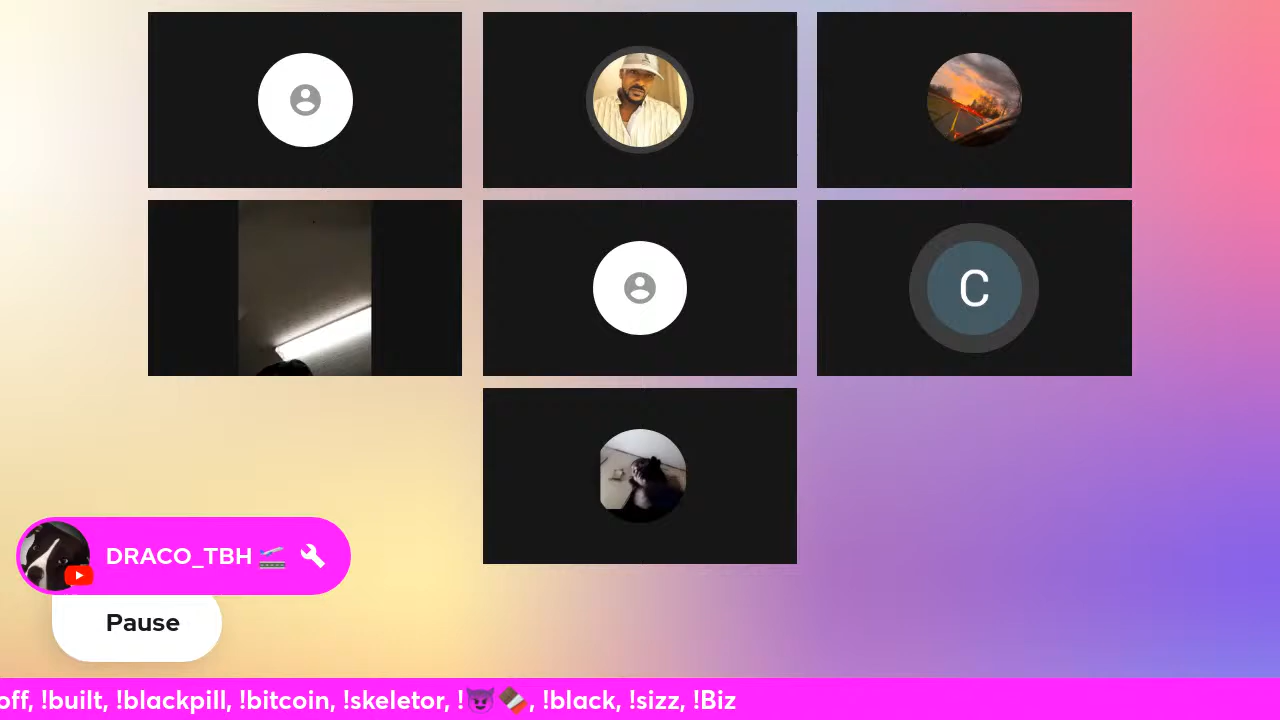 C
DRACO_TBH 🛫
Pause
off, !built, !blackpill, !bitcoin, !skeletor, !😈🍫, !black, !sizz, !Biz